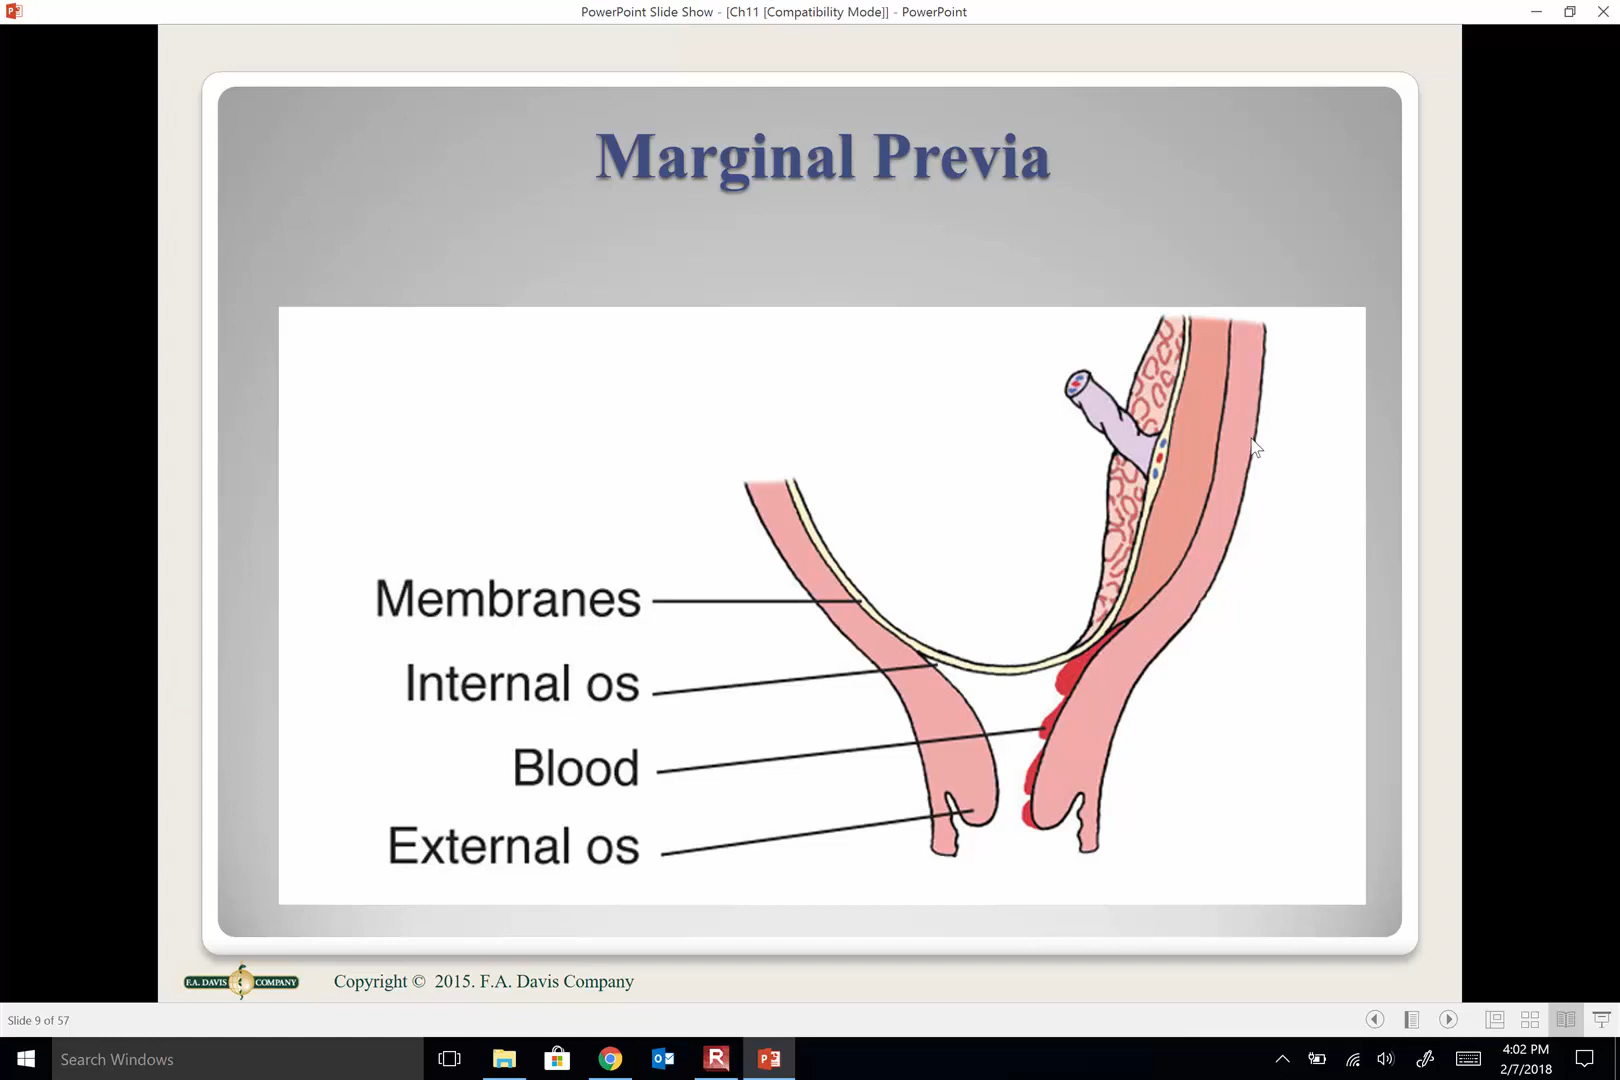 PowerPoint Slide Show - [Ch11 [Compatibility Mode]] - PowerPoint
Marginal Previa
Membranes
Internal os
Blood
External os
F.A. DAVIS COMPANY
Copyright © 2015. F.A. Davis Company
Slide 9 of 57
Search Windows
4:02 PM
2/7/2018